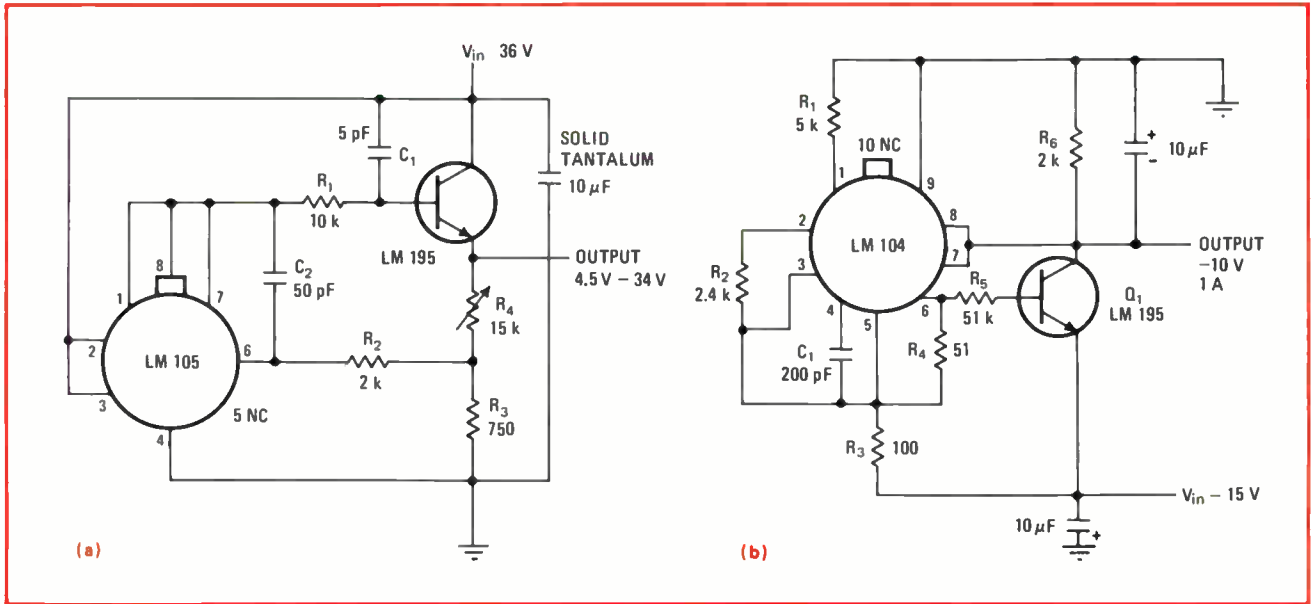 Vin 36 V
5 pF
C1
SOLID
TANTALUM
10 µF
R1
10 k
LM 195
OUTPUT
4.5 V – 34 V
8
1
7
C2
50 pF
R4
15 k
2
LM 105
6
R2
2 k
3
5 NC
R3
750
4
(a)
R1
5 k
10 NC
R6
2 k
+
–
10 µF
1
9
2
LM 104
8
7
OUTPUT
–10 V
1 A
R2
2.4 k
3
4
5
6
R5
51 k
Q1
LM 195
C1
200 pF
R4
51
R3
100
Vin – 15 V
10 µF
+
(b)